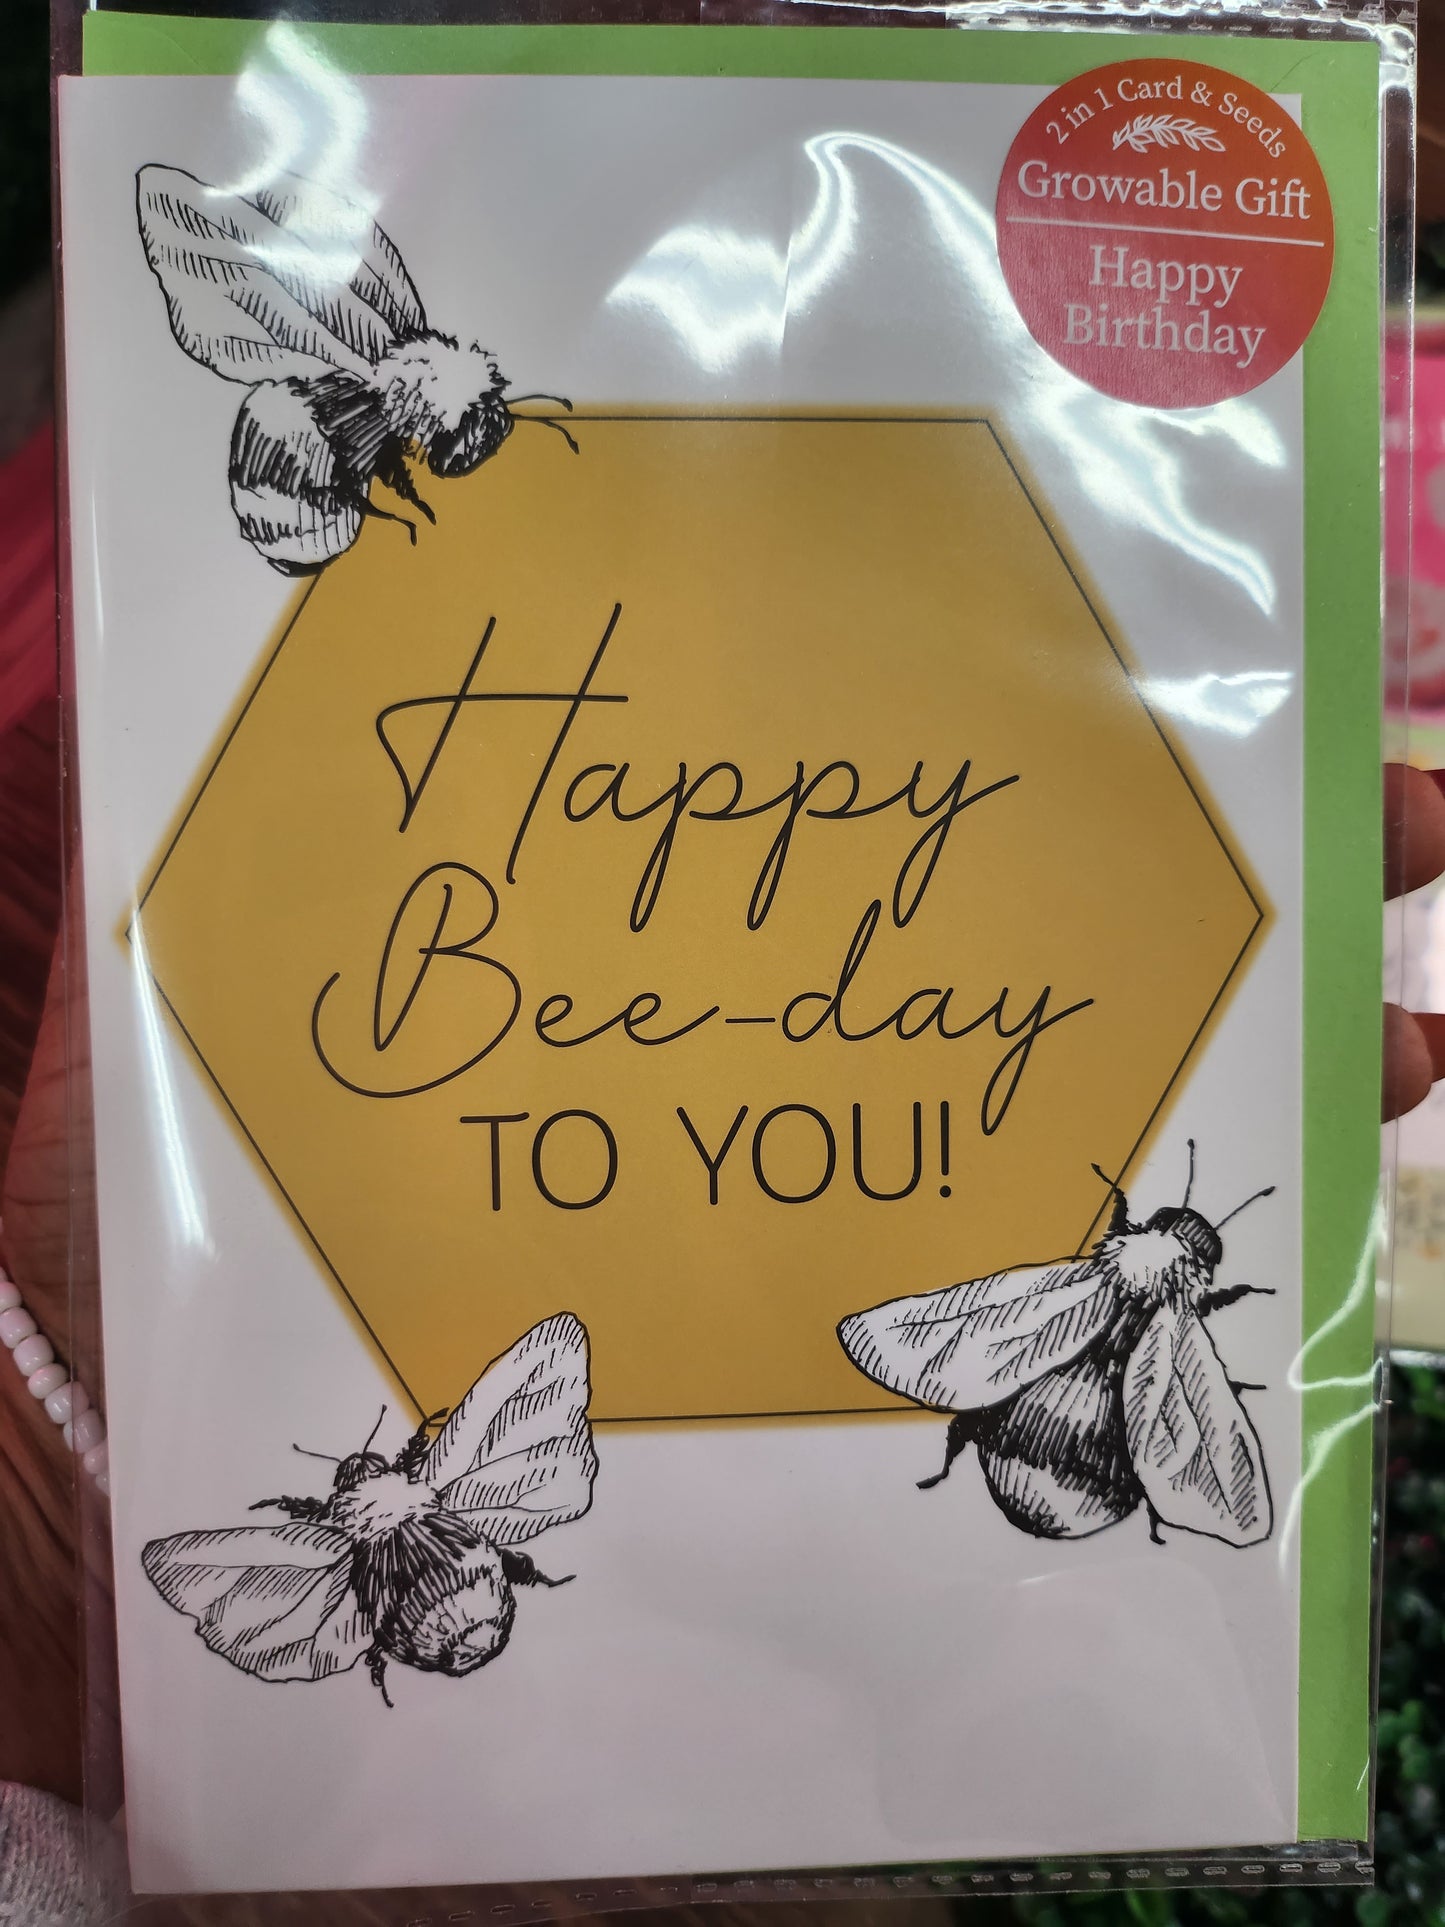 2 in 1 Card & Seeds
Growable Gift
Happy
Birthday
Happy
Bee-day
TO YOU!